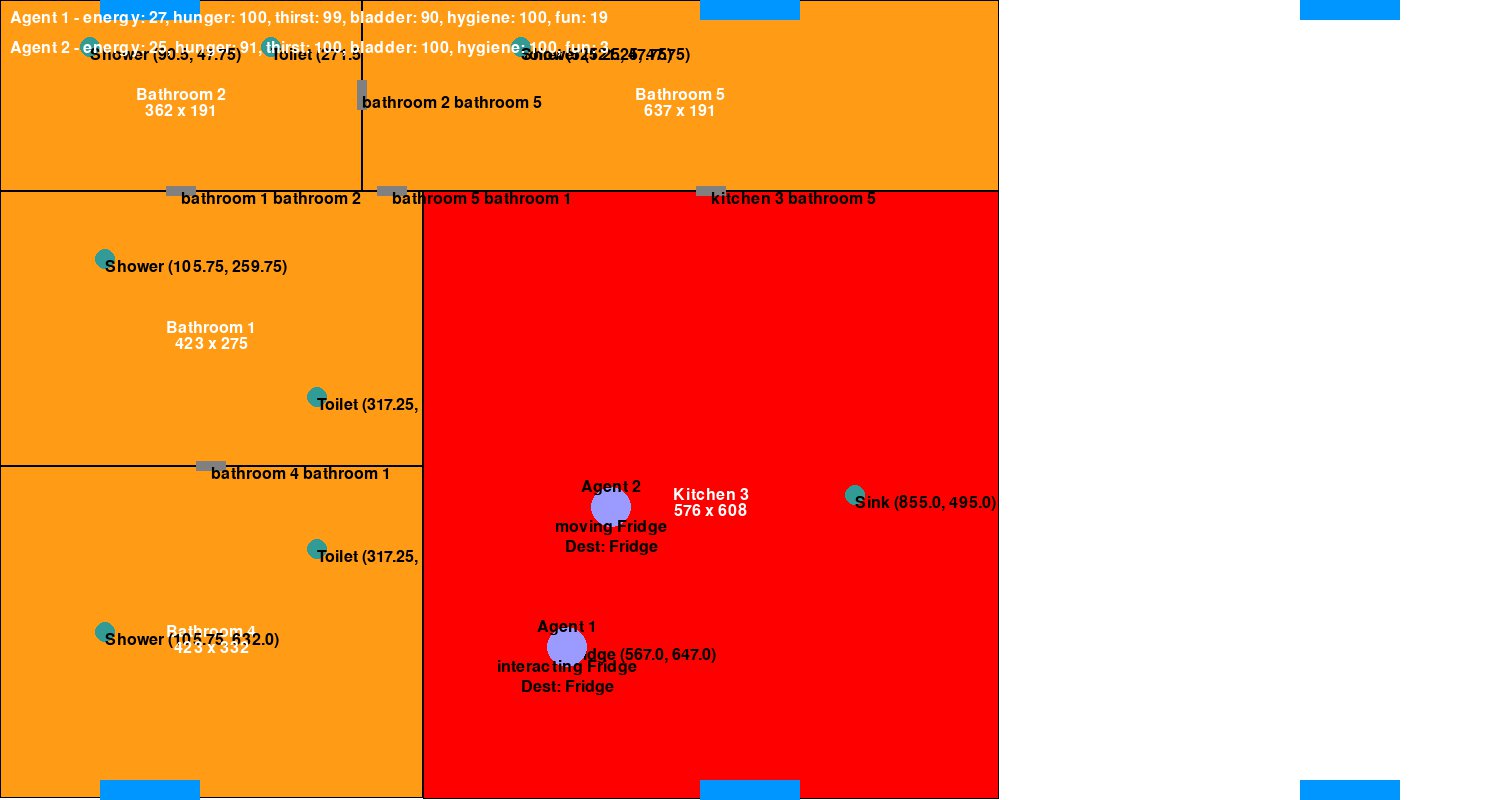 Agent 1 - energy: 27, hunger: 100, thirst: 99, bladder: 90, hygiene: 100, fun: 19
Agent 2 - energy: 25, hunger: 91, thirst: 100, bladder: 100, hygiene: 100, fun: 3
Shower (90.5, 47.75)
Toilet (271.5
Bathroom 2
362 x 191
bathroom 2 bathroom 5
Bathroom 5
637 x 191
bathroom 1 bathroom 2
bathroom 5 bathroom 1
kitchen 3 bathroom 5
Shower (105.75, 259.75)
Bathroom 1
423 x 275
Toilet (317.25,
bathroom 4 bathroom 1
Agent 2
Kitchen 3
576 x 608
Sink (855.0, 495.0)
moving Fridge
Dest: Fridge
Toilet (317.25,
Agent 1
Bathroom 4
Shower (105.75, 632.0)
423 x 332
(567.0, 647.0)
interacting Fridge
Dest: Fridge